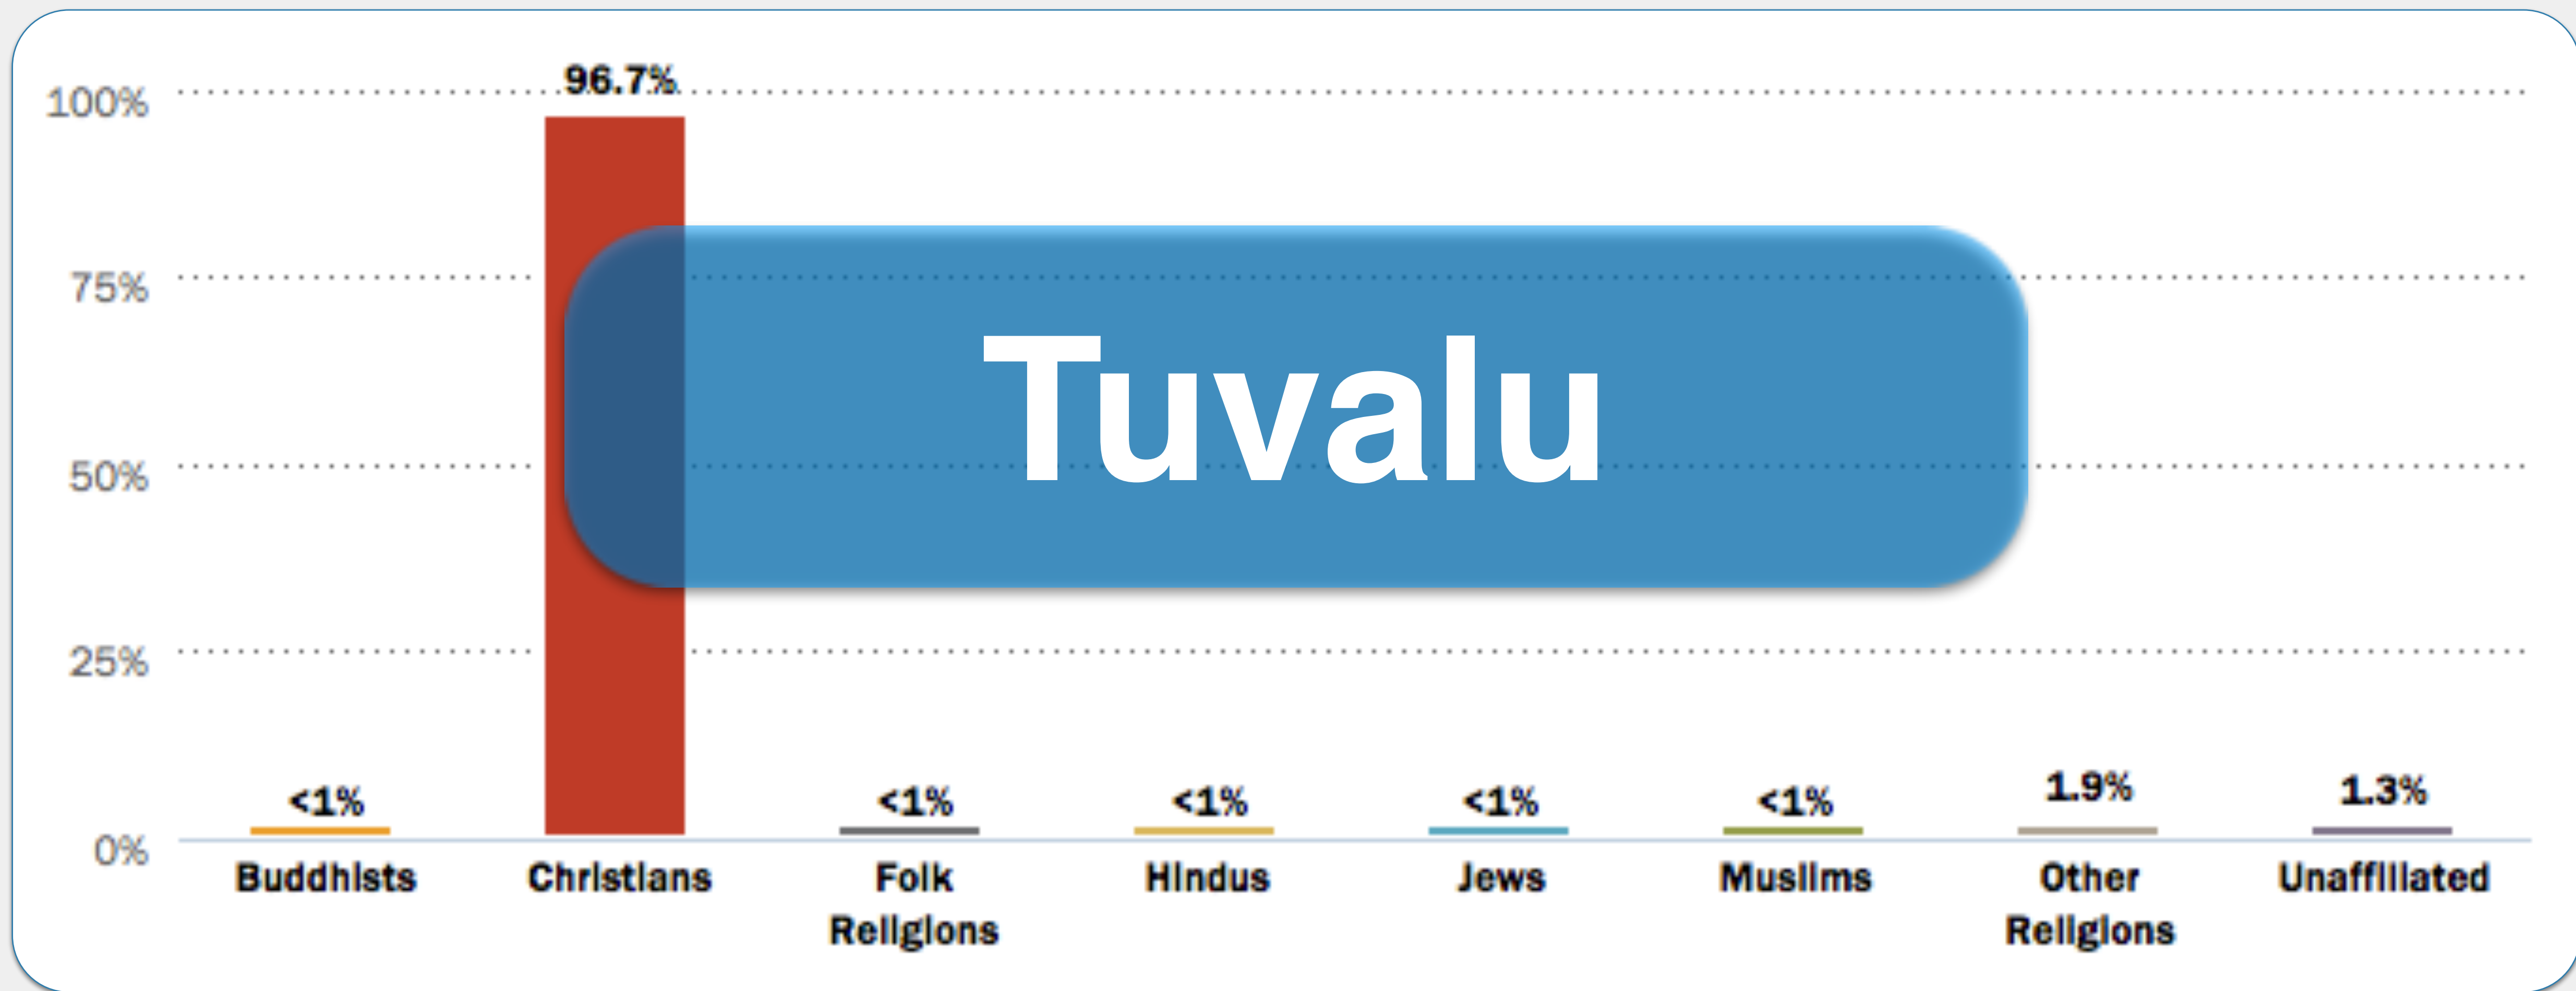 96.7%
100%
75%
Tuvalu
50%
25%
<1%
<1%
<1%
<1%
<1%
1.9%
1.3%
0%
Buddhists
Christians
Folk
Religions
Hindus
Jews
Muslims
Other
Religions
Unaffiliated